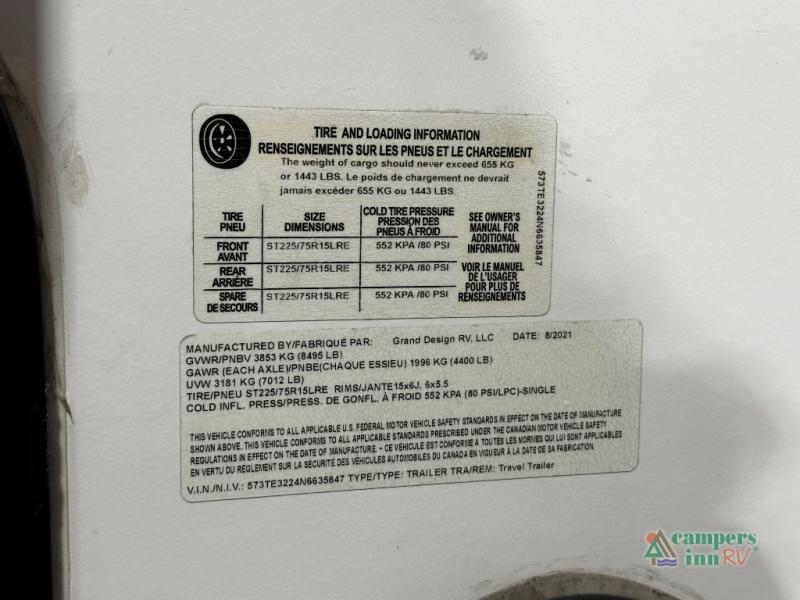 TIRE AND LOADING INFORMATION
RENSEIGNEMENTS SUR LES PNEUS ET LE CHARGEMENT
The weight of cargo should never exceed 655 KG
or 1443 LBS. Le poids de chargement ne devrait
jamais excéder 655 KG ou 1443 LBS
TIRE PNEU SIZE DIMENSIONS COLD TIRE PRESSURE PRESSION DES PNEUS À FROID
FRONT AVANT ST225/75R15LRE 552 KPA /80 PSI
REAR ARRIÈRE ST225/75R15LRE 552 KPA /80 PSI
SPARE DE SECOURS ST225/75R15LRE 552 KPA /80 PSI
SEE OWNER'S
MANUAL FOR
ADDITIONAL
INFORMATION
VOIR LE MANUEL
DE L'USAGER
POUR PLUS DE
RENSEIGNEMENTS
573TE3224N6635847
MANUFACTURED BY/FABRIQUÉ PAR: Grand Design RV, LLC DATE: 8/2021
GVWR/PNBV 3853 KG (8495 LB)
GAWR (EACH AXLE)/PNBE(CHAQUE ESSIEU) 1996 KG (4400 LB)
UVW 3181 KG (7012 LB)
TIRE/PNEU ST225/75R15LRE RIMS/JANTE15x6J, 6x5.5
COLD INFL. PRESS/PRESS. DE GONFL. À FROID 552 KPA (80 PSI/LPC)-SINGLE
THIS VEHICLE CONFORMS TO ALL APPLICABLE U.S. FEDERAL MOTOR VEHICLE SAFETY STANDARDS IN EFFECT ON THE DATE OF MANUFACTURE
SHOWN ABOVE. THIS VEHICLE CONFORMS TO ALL APPLICABLE STANDARDS PRESCRIBED UNDER THE CANADIAN MOTOR VEHICLE SAFETY
REGULATIONS IN EFFECT ON THE DATE OF MANUFACTURE. - CE VEHICULE EST CONFORME A TOUTES LES NORMES QUI LUI SONT APPLICABLES
EN VERTU DU REGLEMENT SUR LA SECURITE DES VÉHICULES AUTOMOBILES DU CANADA EN VIGUEUR À LA DATE DE SA FABRICATION
V.I.N./N.I.V.: 573TE3224N6635847 TYPE/TYPE: TRAILER TRA/REM: Travel Trailer
campers
inn RV